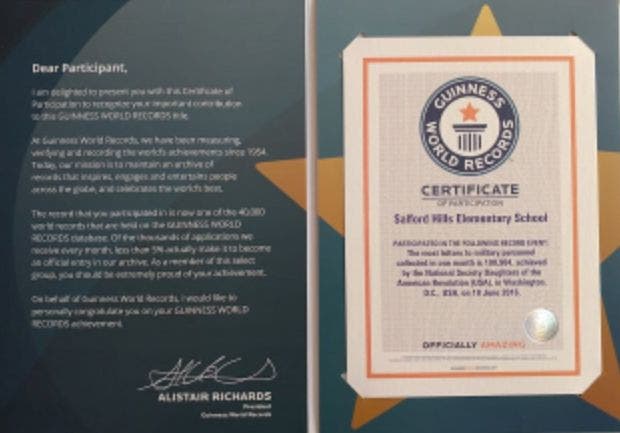 Dear Participant,
I am delighted to present you with this Certificate of
Participation to recognize your important contribution
to this GUINNESS WORLD RECORDS title.
At Guinness World Records, we have been measuring,
verifying and recording the world's achievements since 1954.
Today, our mission is to maintain an archive of
records that inspires, engages and entertains people
across the globe, and celebrates the world's best.
The record that you participated in is now one of the 40,000
world records that are held on the GUINNESS WORLD
RECORDS database. Of the thousands of applications we
receive every month, less than 5% actually make it to become
an official entry in our archive. As a member of this select
group, you should be extremely proud of your achievement.
On behalf of Guinness World Records, I would like to
personally congratulate you on your GUINNESS WORLD
RECORDS achievement.
ALISTAIR RICHARDS
President
Guinness World Records
GUINNESS
WORLD RECORDS
CERTIFICATE
OF PARTICIPATION
Salford Hills Elementary School
PARTICIPATED IN THE FOLLOWING RECORD EVENT:
The most letters to military personnel
collected in one month is achieved
by the National Society Daughters of the
American Revolution (USA), in Washington,
D.C., USA, on 19 June 2015.
OFFICIALLY AMAZING